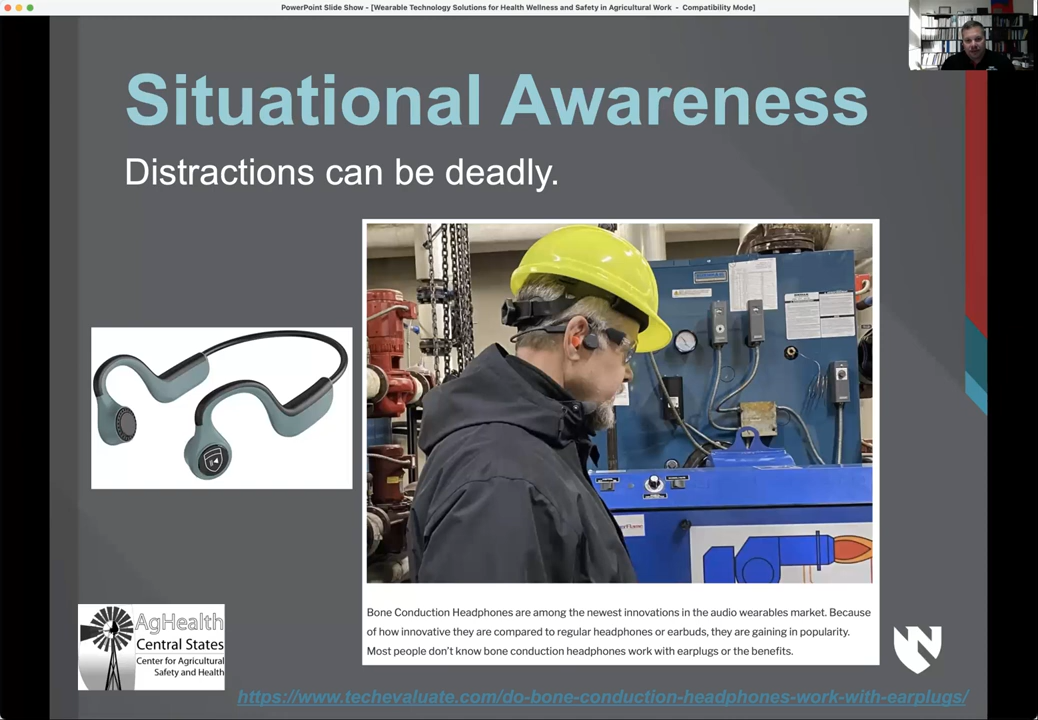 PowerPoint Slide Show - [Wearable Technology Solutions for Health Wellness and Safety in Agricultural Work - Compatibility Mode]
Situational Awareness
Distractions can be deadly.
Bone Conduction Headphones are among the newest innovations in the audio wearables market. Because
of how innovative they are compared to regular headphones or earbuds, they are gaining in popularity.
Most people don't know bone conduction headphones work with earplugs or the benefits.
AgHealth
Central States
Center for Agricultural
Safety and Health
N
https://www.techevaluate.com/do-bone-conduction-headphones-work-with-earplugs/